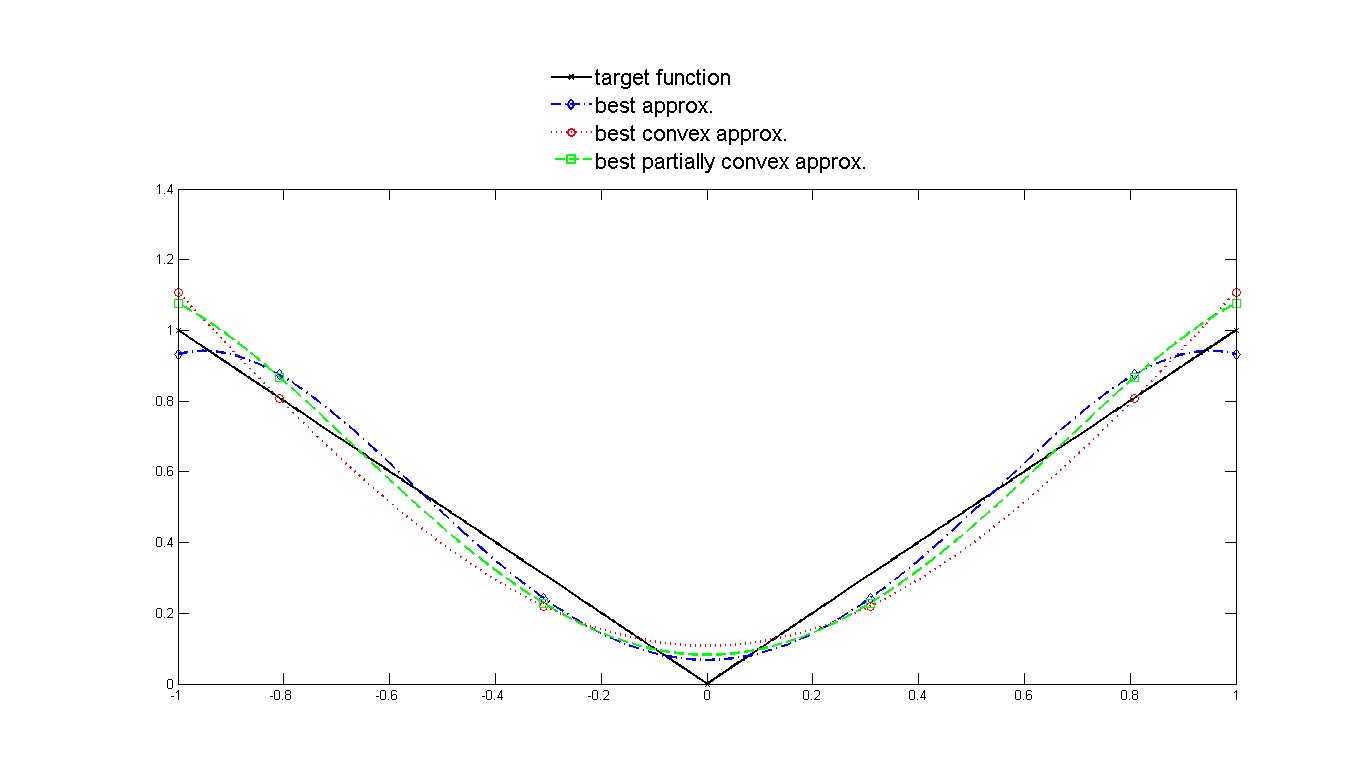 target function
best approx.
best convex approx.
best partially convex approx.
1.4
1.2
1
0.8
0.6
0.4
0.2
0
-1 -0.8 -0.6 -0.4 -0.2 0 0.2 0.4 0.6 0.8 1